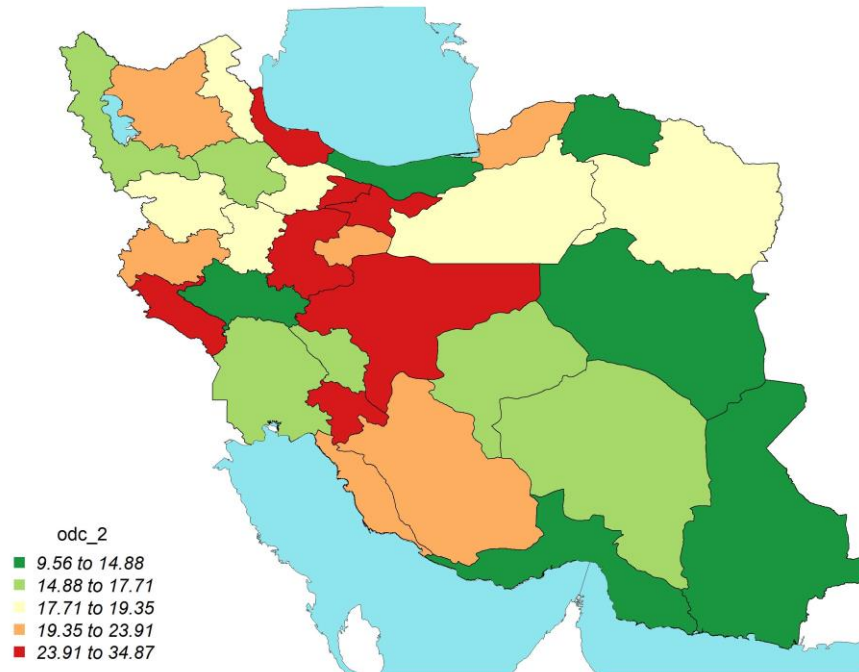 odc_2
9.56 to 14.88
14.88 to 17.71
17.71 to 19.35
19.35 to 23.91
23.91 to 34.87